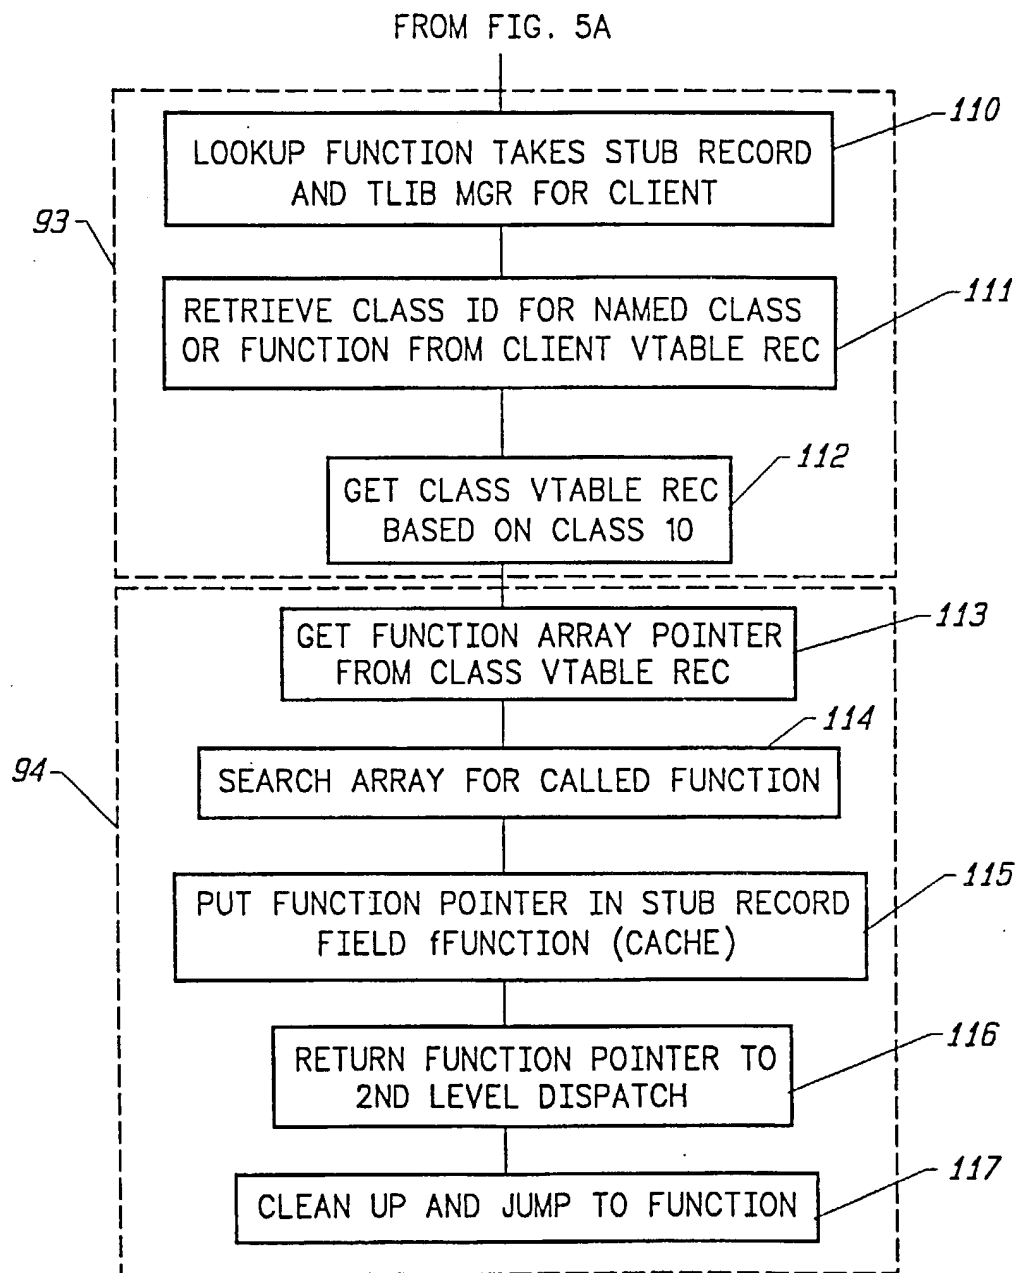 FROM FIG. 5A
110
LOOKUP FUNCTION TAKES STUB RECORD
AND TLIB MGR FOR CLIENT
93
111
RETRIEVE CLASS ID FOR NAMED CLASS
OR FUNCTION FROM CLIENT VTABLE REC
112
GET CLASS VTABLE REC
BASED ON CLASS 10
113
GET FUNCTION ARRAY POINTER
FROM CLASS VTABLE REC
114
94
SEARCH ARRAY FOR CALLED FUNCTION
115
PUT FUNCTION POINTER IN STUB RECORD
FIELD fFUNCTION (CACHE)
116
RETURN FUNCTION POINTER TO
2ND LEVEL DISPATCH
117
CLEAN UP AND JUMP TO FUNCTION